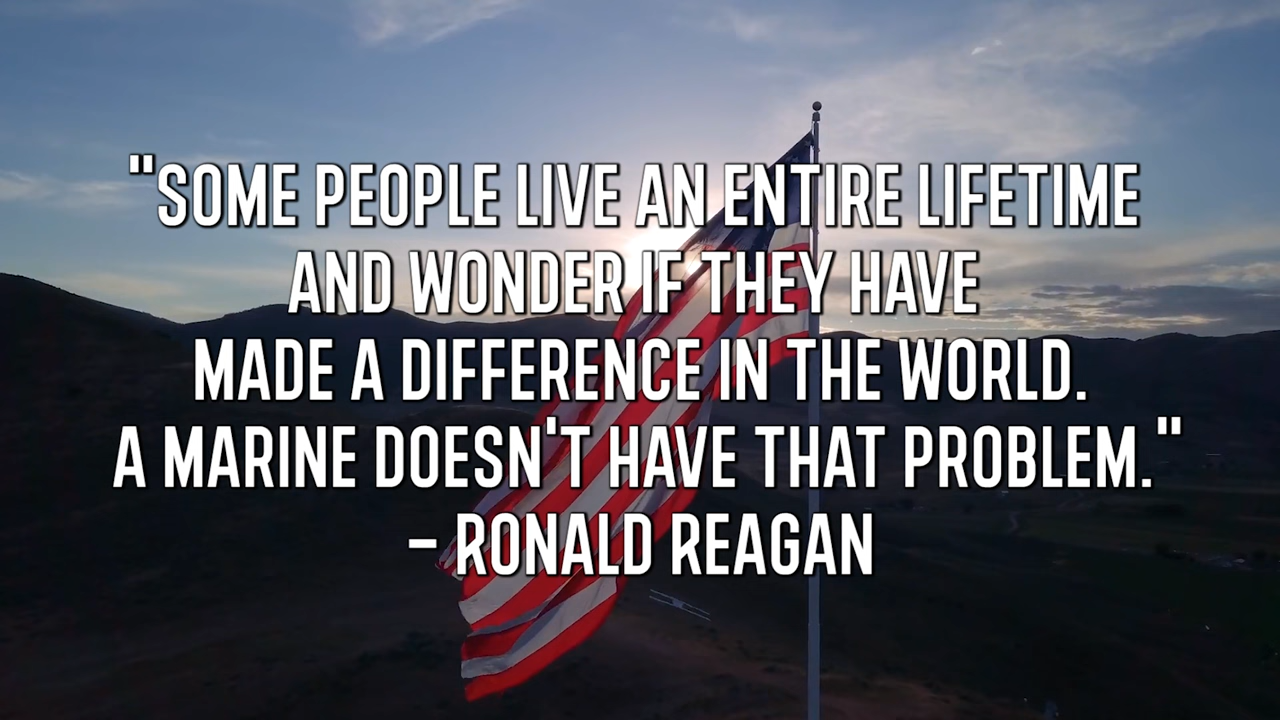 "SOME PEOPLE LIVE AN ENTIRE LIFETIME
AND WONDER IF THEY HAVE
MADE A DIFFERENCE IN THE WORLD.
A MARINE DOESN'T HAVE THAT PROBLEM."
– RONALD REAGAN